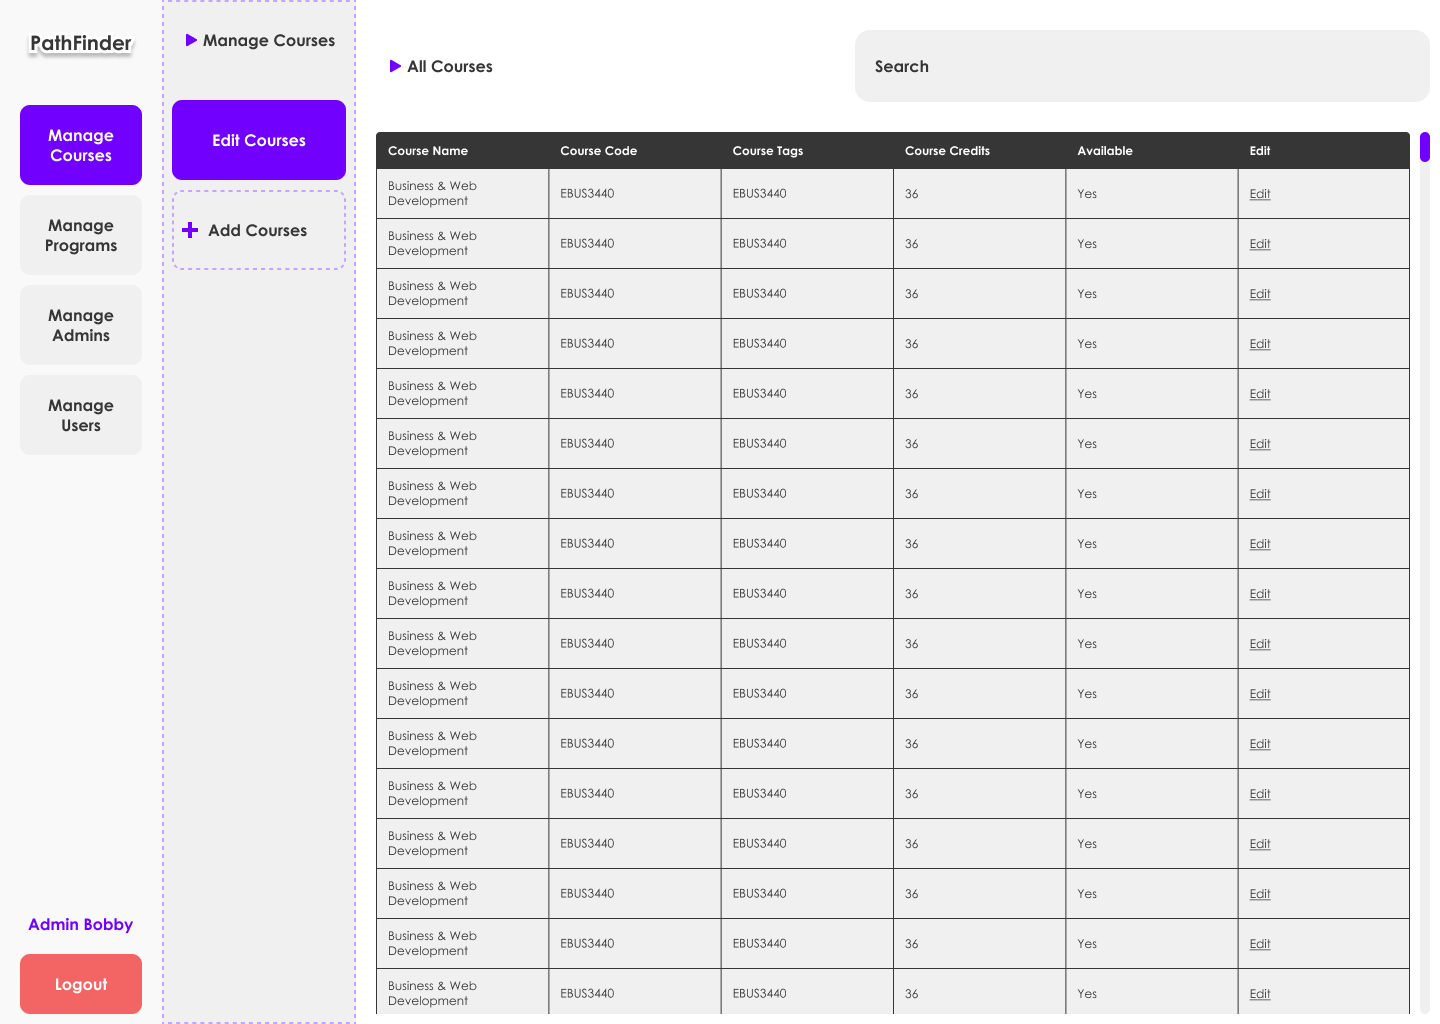 PathFinder
Manage
Courses
Manage
Programs
Manage
Admins
Manage
Users
Admin Bobby
Logout
Manage Courses
Edit Courses
Add Courses
All Courses
Search
Course Name Course Code Course Tags Course Credits Available Edit
Business & Web
Development
EBUS3440 EBUS3440 36 Yes Edit
Business & Web
Development
EBUS3440 EBUS3440 36 Yes Edit
Business & Web
Development
EBUS3440 EBUS3440 36 Yes Edit
Business & Web
Development
EBUS3440 EBUS3440 36 Yes Edit
Business & Web
Development
EBUS3440 EBUS3440 36 Yes Edit
Business & Web
Development
EBUS3440 EBUS3440 36 Yes Edit
Business & Web
Development
EBUS3440 EBUS3440 36 Yes Edit
Business & Web
Development
EBUS3440 EBUS3440 36 Yes Edit
Business & Web
Development
EBUS3440 EBUS3440 36 Yes Edit
Business & Web
Development
EBUS3440 EBUS3440 36 Yes Edit
Business & Web
Development
EBUS3440 EBUS3440 36 Yes Edit
Business & Web
Development
EBUS3440 EBUS3440 36 Yes Edit
Business & Web
Development
EBUS3440 EBUS3440 36 Yes Edit
Business & Web
Development
EBUS3440 EBUS3440 36 Yes Edit
Business & Web
Development
EBUS3440 EBUS3440 36 Yes Edit
Business & Web
Development
EBUS3440 EBUS3440 36 Yes Edit
Business & Web
Development
EBUS3440 EBUS3440 36 Yes Edit